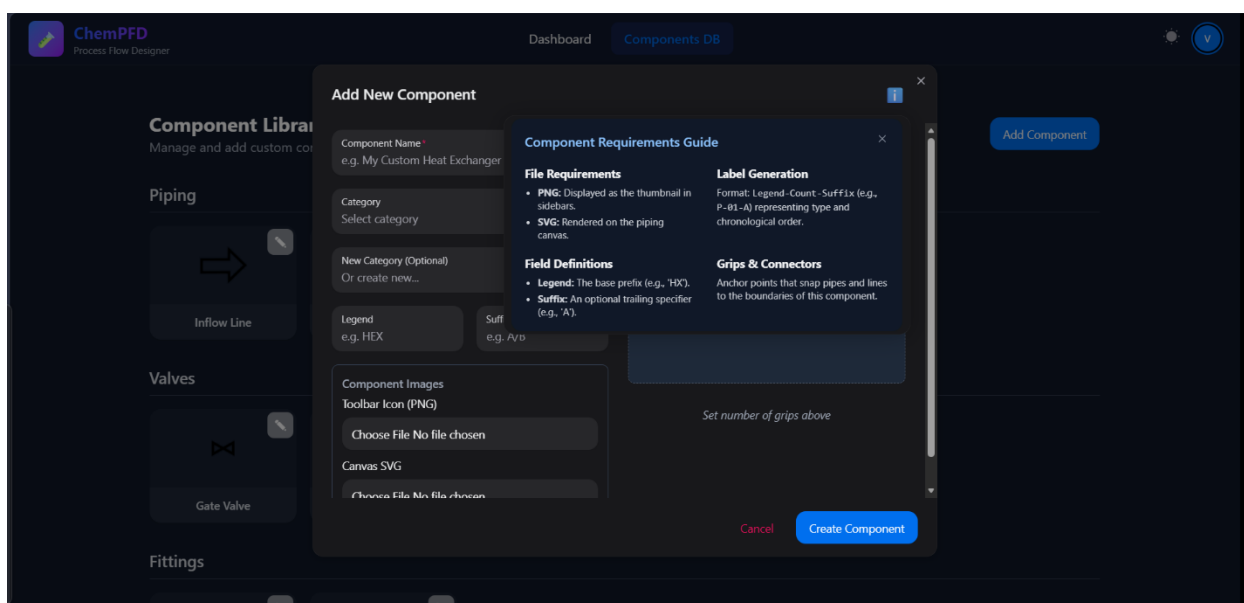 ChemPFD
Process Flow Designer
Dashboard
Components DB
V
Component Librar
Manage and add custom co
Add Component
Piping
Inflow Line
Valves
Gate Valve
Fittings
Add New Component
i
×
Component Name*
e.g. My Custom Heat Exchanger
Category
Select category
New Category (Optional)
Or create new...
Legend
e.g. HEX
Suff
e.g. A/B
Component Images
Toolbar Icon (PNG)
Choose File No file chosen
Canvas SVG
Choose File No file chosen
Component Requirements Guide
×
File Requirements
• PNG: Displayed as the thumbnail in
sidebars.
• SVG: Rendered on the piping
canvas.
Label Generation
Format: Legend-Count-Suffix (e.g.,
P-01-A) representing type and
chronological order.
Field Definitions
• Legend: The base prefix (e.g., 'HX').
• Suffix: An optional trailing specifier
(e.g., 'A').
Grips & Connectors
Anchor points that snap pipes and lines
to the boundaries of this component.
Set number of grips above
Cancel
Create Component